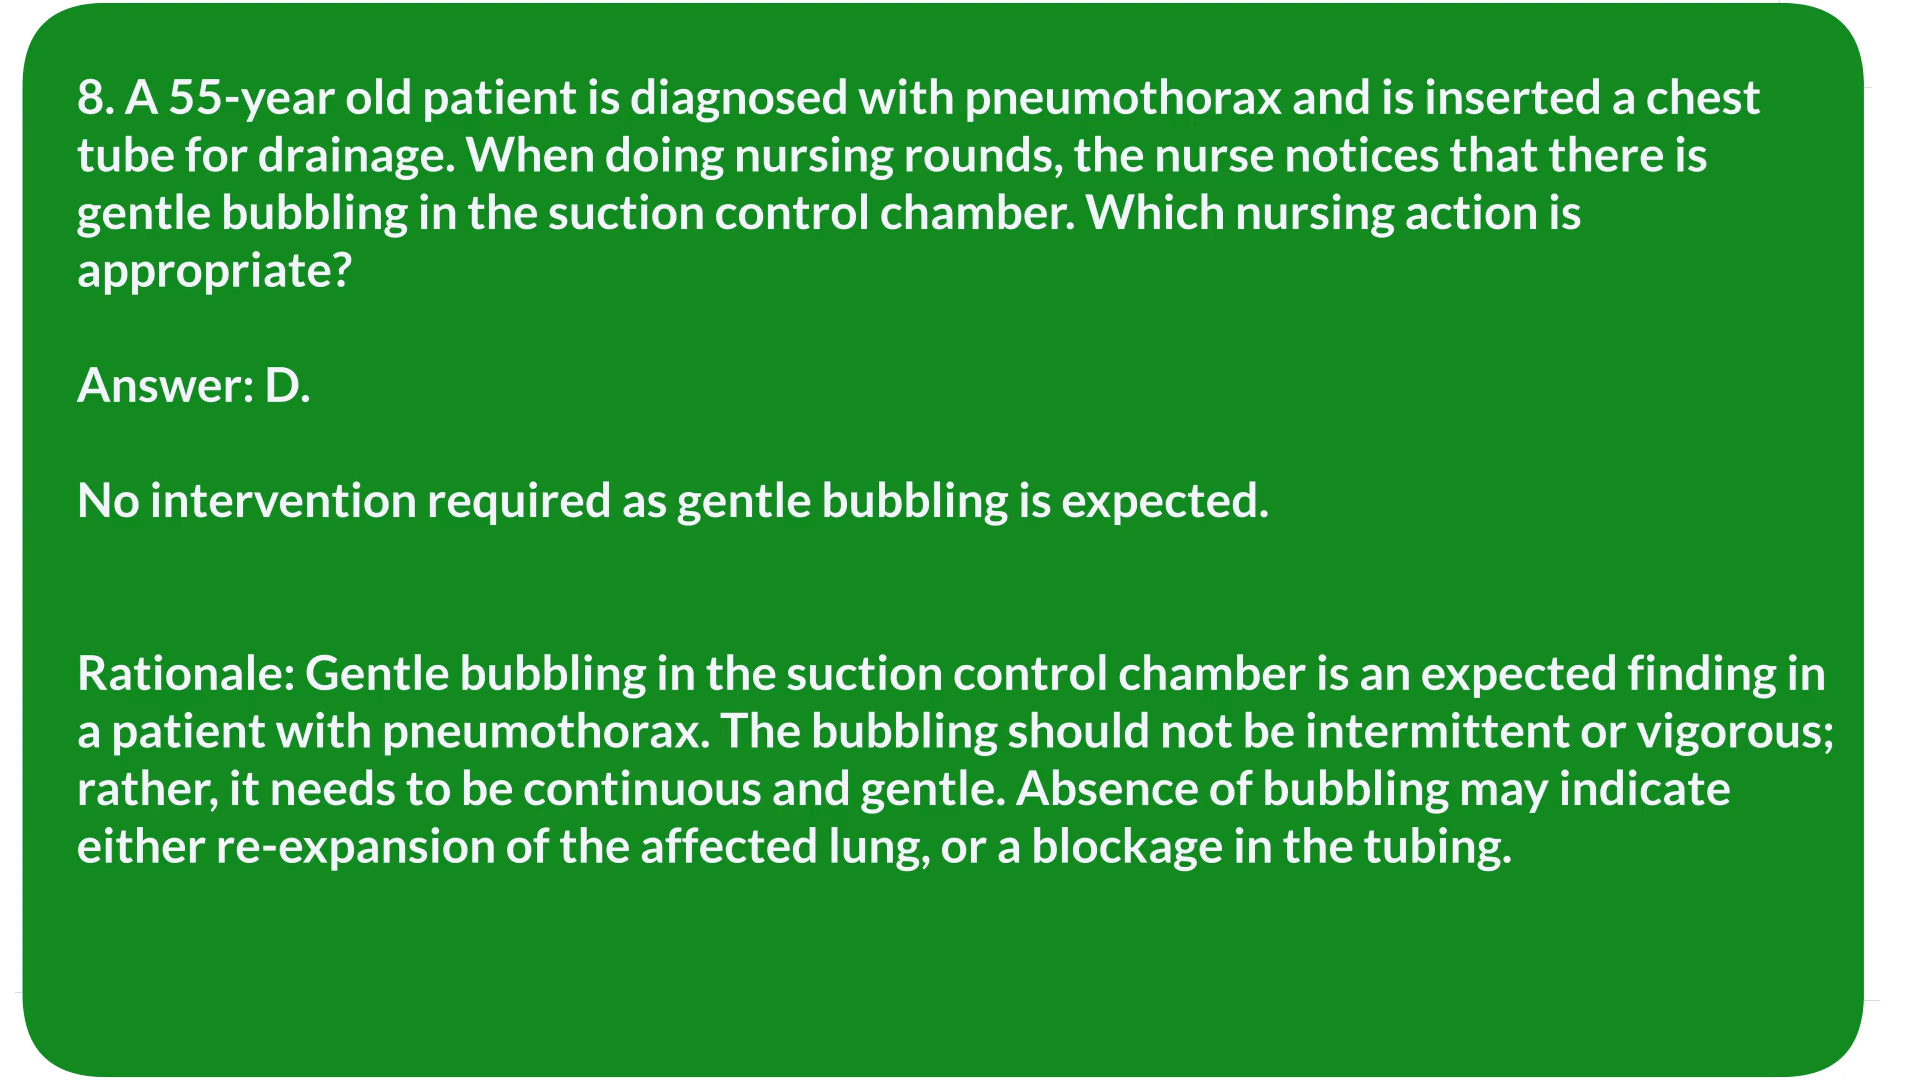 8. A 55-year old patient is diagnosed with pneumothorax and is inserted a chest
tube for drainage. When doing nursing rounds, the nurse notices that there is
gentle bubbling in the suction control chamber. Which nursing action is
appropriate?
Answer: D.
No intervention required as gentle bubbling is expected.
Rationale: Gentle bubbling in the suction control chamber is an expected finding in
a patient with pneumothorax. The bubbling should not be intermittent or vigorous;
rather, it needs to be continuous and gentle. Absence of bubbling may indicate
either re-expansion of the affected lung, or a blockage in the tubing.